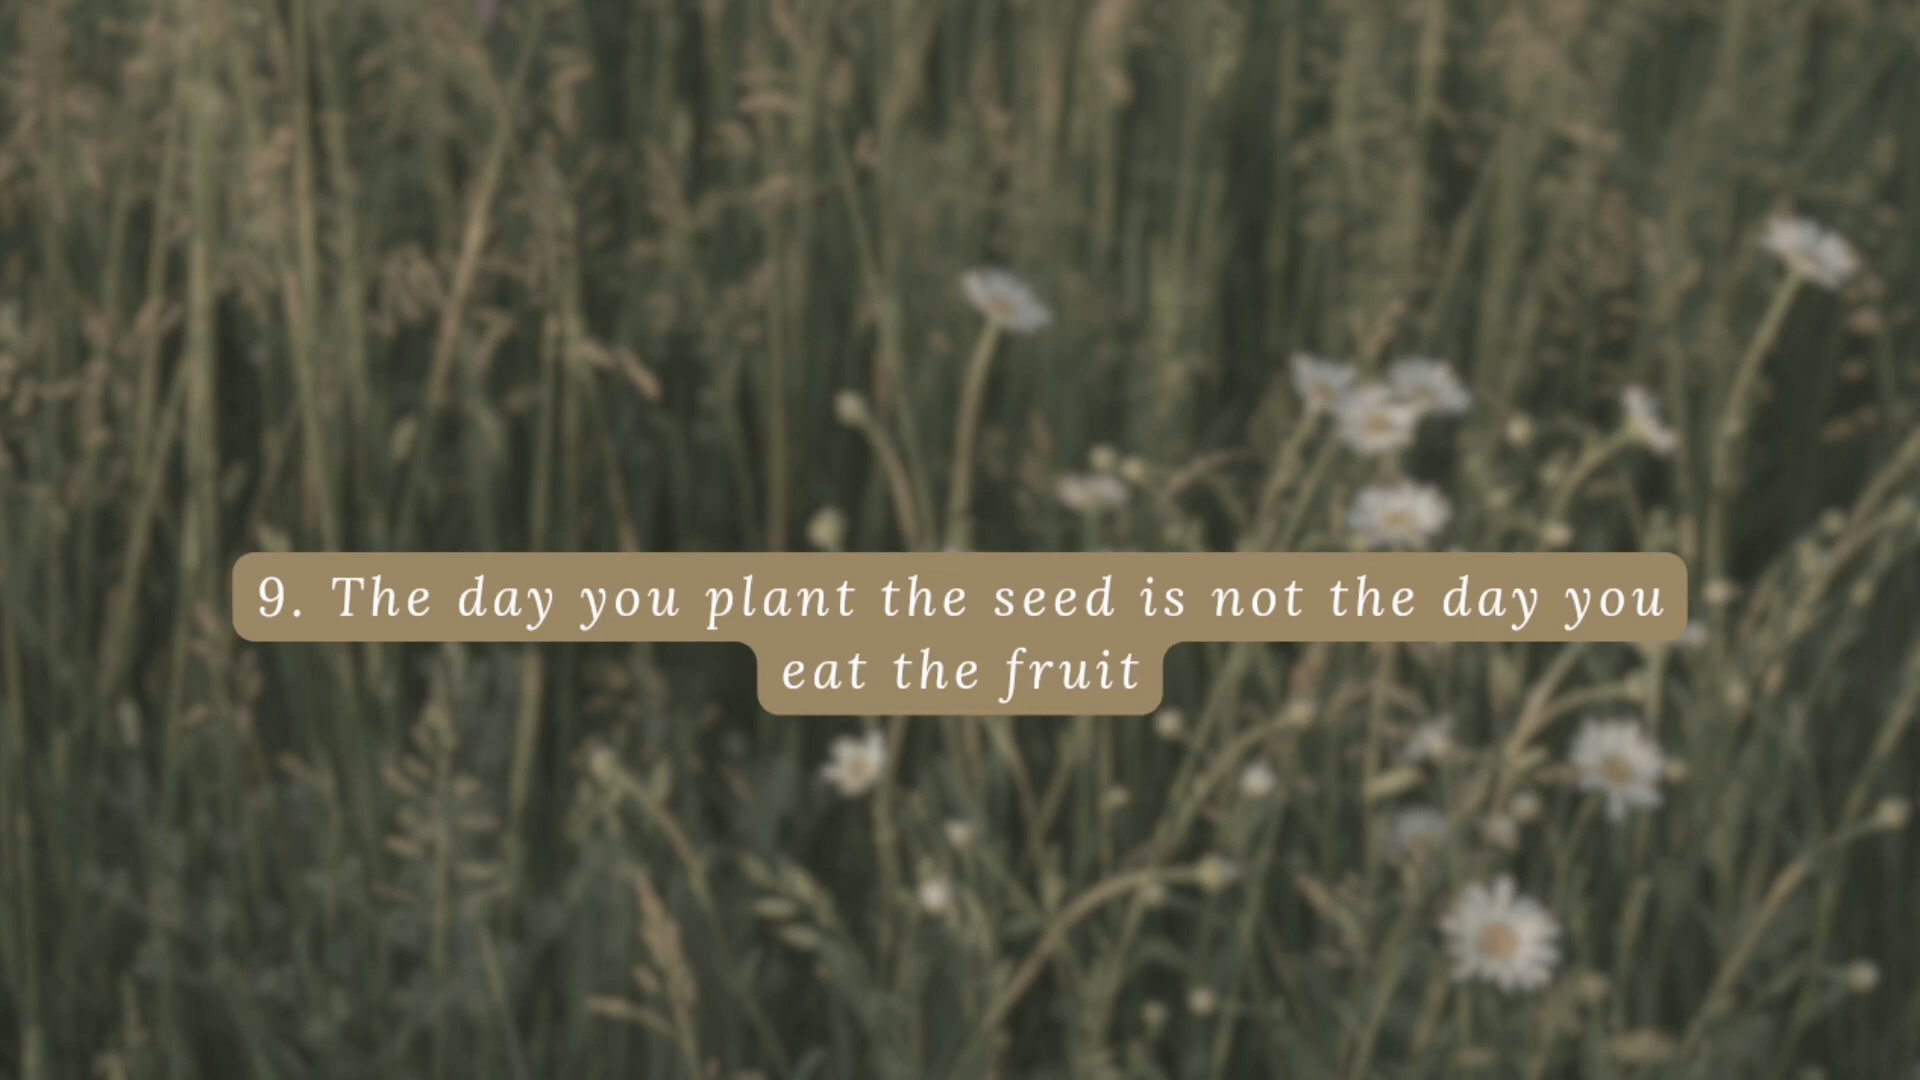 9. The day you plant the seed is not the day you
eat the fruit